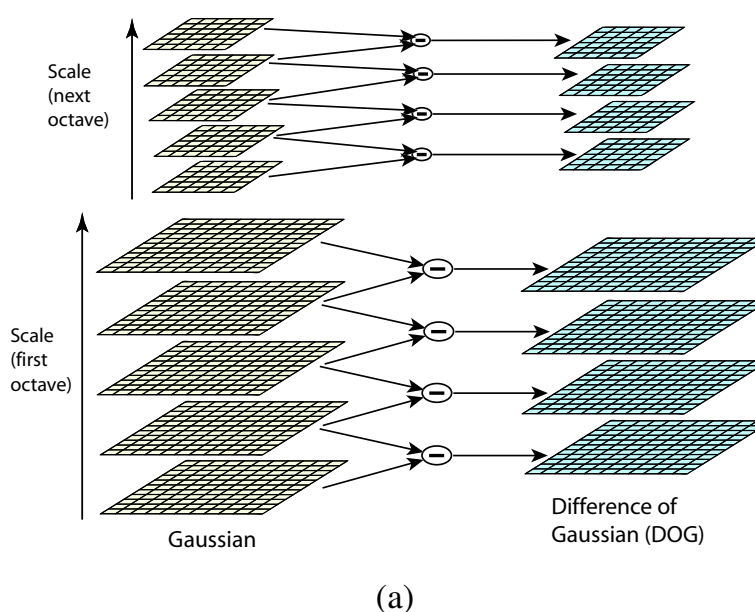 Scale
(next
octave)
Scale
(first
octave)
Gaussian
Difference of
Gaussian (DOG)
(a)